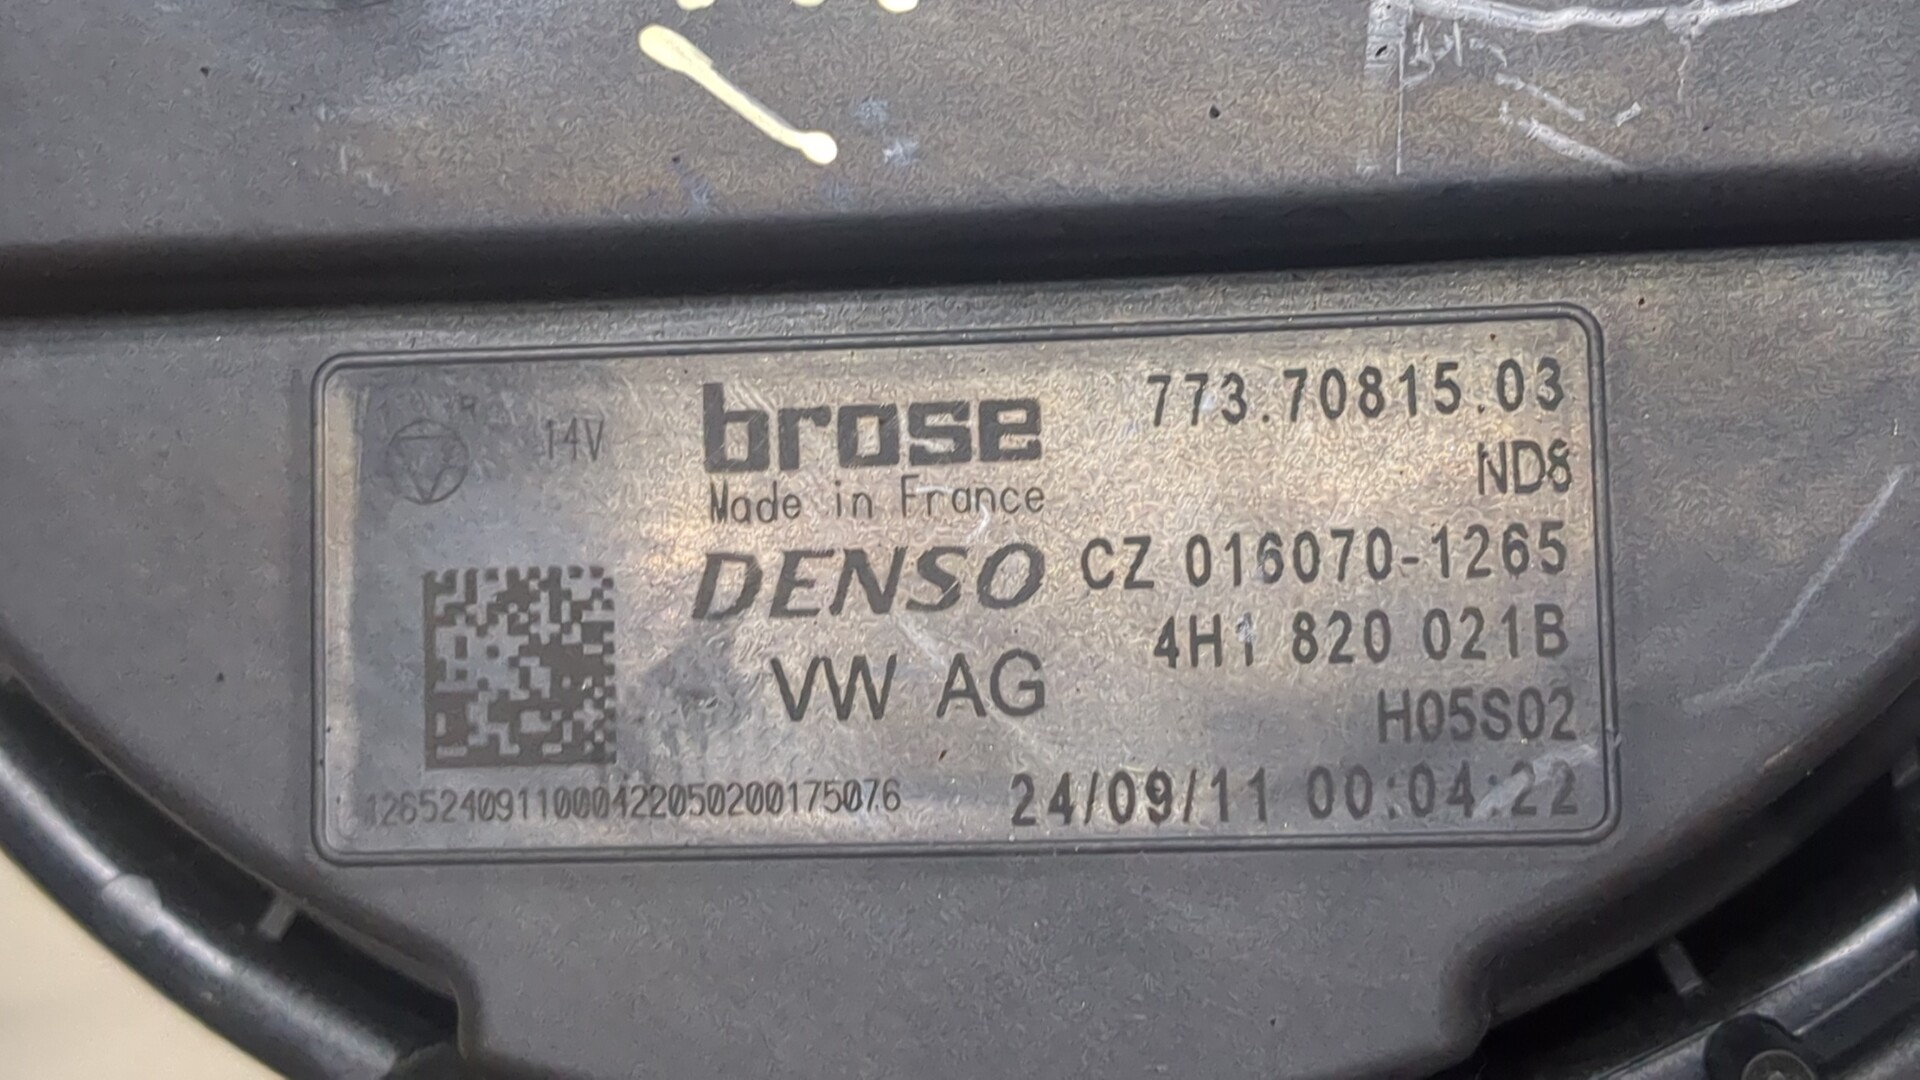 14V brose 773.70815.03
Made in France ND8
DENSO CZ 016070-1265
4H1 820 021B
VW AG
H05S02
1265240911000422050200175076 24/09/11 00:04:22